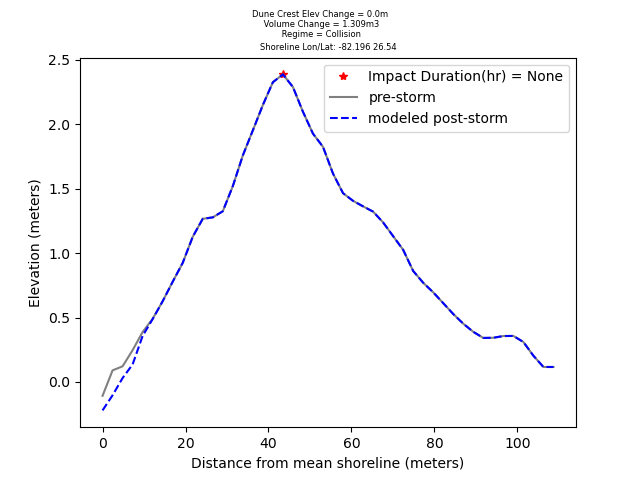 Dune Crest Elev Change = 0.0m
Volume Change = 1.309m3
Regime = Collision
Shoreline Lon/Lat: -82.196 26.54
Impact Duration(hr) = None
pre-storm
modeled post-storm
Elevation (meters)
2.5
2.0
1.5
1.0
0.5
0.0
0 20 40 60 80 100
Distance from mean shoreline (meters)